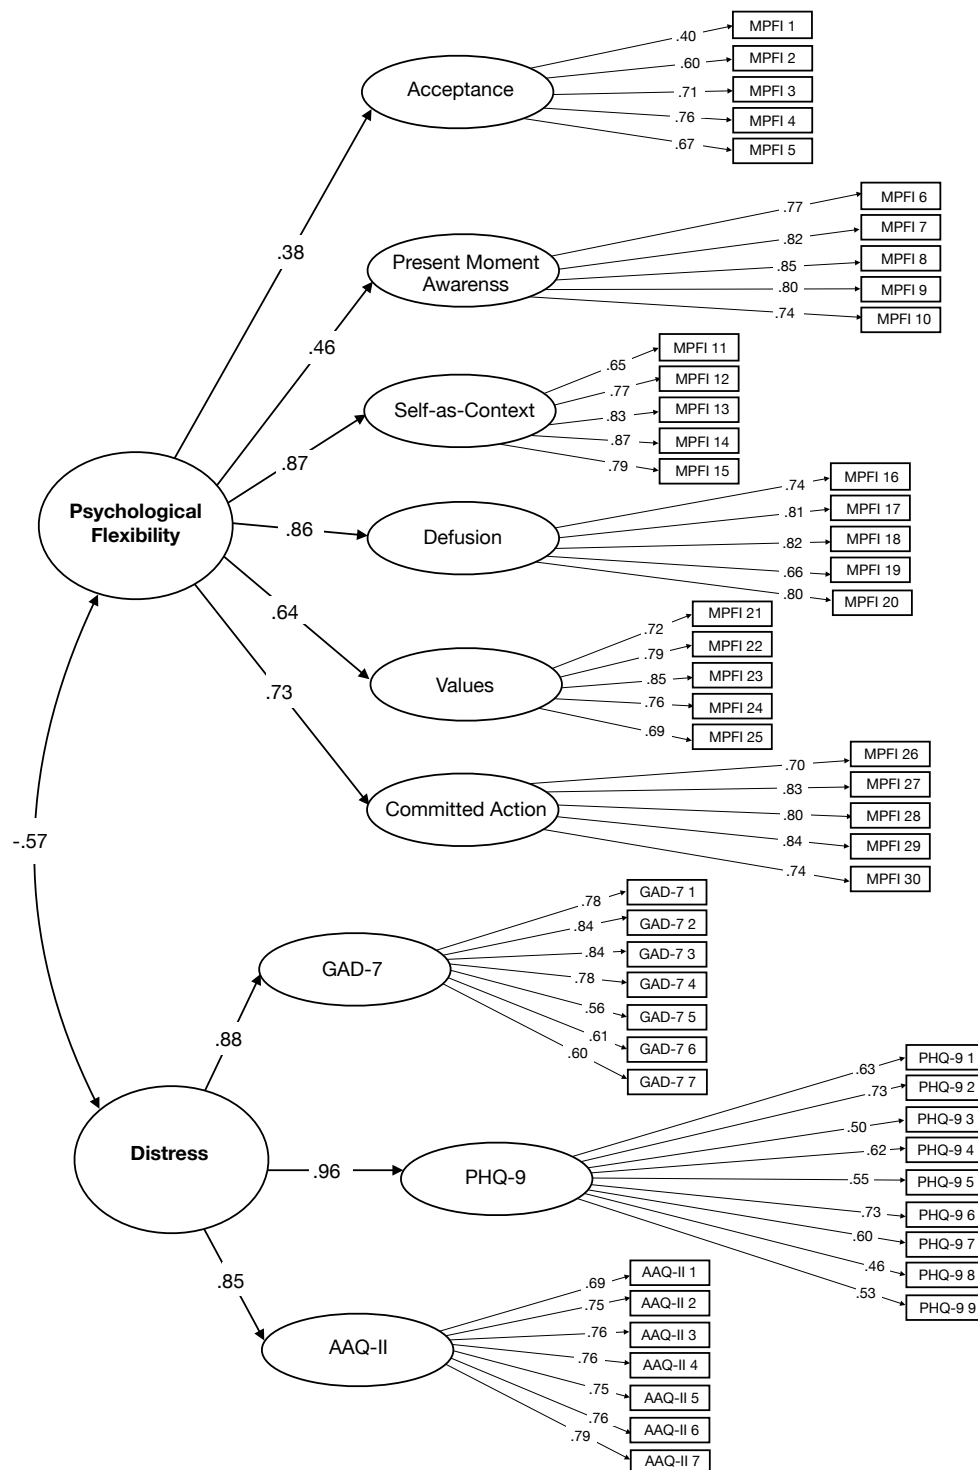 .40 MPFI 1
.60 MPFI 2
Acceptance
.71 MPFI 3
.76 MPFI 4
.67 MPFI 5
.38
.77 MPFI 6
.82 MPFI 7
Present Moment
Awarenss
.85 MPFI 8
.80 MPFI 9
.74 MPFI 10
.46
.65 MPFI 11
.77 MPFI 12
Self-as-Context
.83 MPFI 13
.87 MPFI 14
.79 MPFI 15
.87
Psychological
Flexibility
.74 MPFI 16
.81 MPFI 17
.86
Defusion
.82 MPFI 18
.66 MPFI 19
.80 MPFI 20
.64
.72 MPFI 21
.79 MPFI 22
Values
.85 MPFI 23
.76 MPFI 24
.69 MPFI 25
.73
.70 MPFI 26
.83 MPFI 27
Committed Action
.80 MPFI 28
.84 MPFI 29
.74 MPFI 30
-.57
.78 GAD-7 1
.84 GAD-7 2
GAD-7
.84 GAD-7 3
.78 GAD-7 4
.56 GAD-7 5
.61 GAD-7 6
.60 GAD-7 7
.88
Distress
.63 PHQ-9 1
.73 PHQ-9 2
.50 PHQ-9 3
.62 PHQ-9 4
.96
PHQ-9
.55 PHQ-9 5
.73 PHQ-9 6
.60 PHQ-9 7
.46 PHQ-9 8
.53 PHQ-9 9
.85
.69 AAQ-II 1
.75 AAQ-II 2
.76 AAQ-II 3
AAQ-II
.76 AAQ-II 4
.75 AAQ-II 5
.76 AAQ-II 6
.79 AAQ-II 7